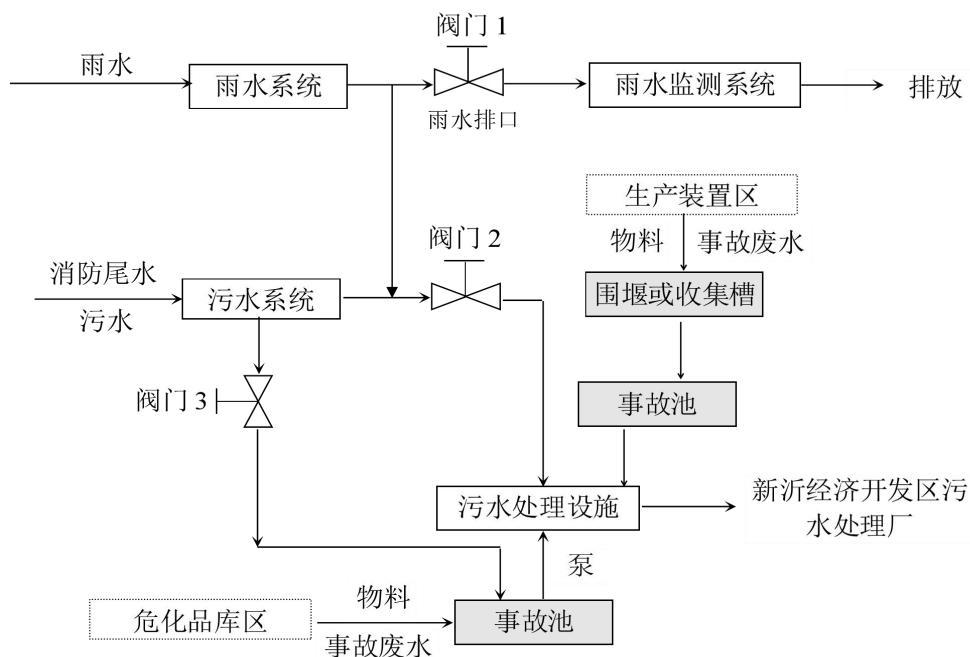 阀门 1
雨水
雨水系统
雨水监测系统
排放
雨水排口
生产装置区
阀门 2
物料
事故废水
消防尾水
污水系统
围堰或收集槽
污水
阀门 3
事故池
污水处理设施
新沂经济开发区污
水处理厂
泵
物料
危化品库区
事故池
事故废水